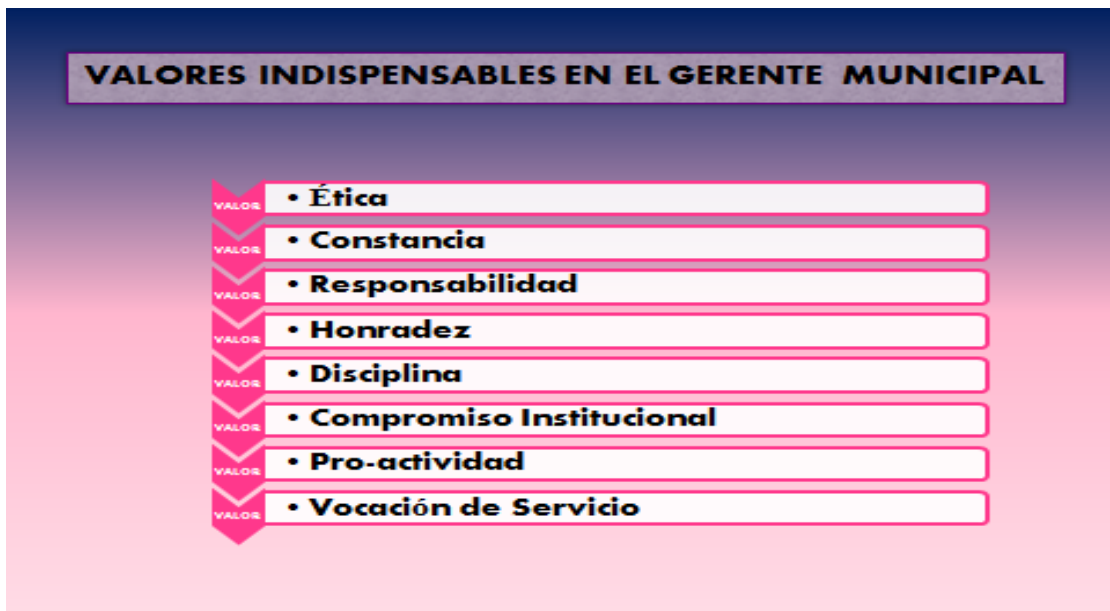 VALORES INDISPENSABLES EN EL GERENTE MUNICIPAL
VALOR • Ética
VALOR • Constancia
VALOR • Responsabilidad
VALOR • Honradez
VALOR • Disciplina
VALOR • Compromiso Institucional
VALOR • Pro-actividad
VALOR • Vocación de Servicio